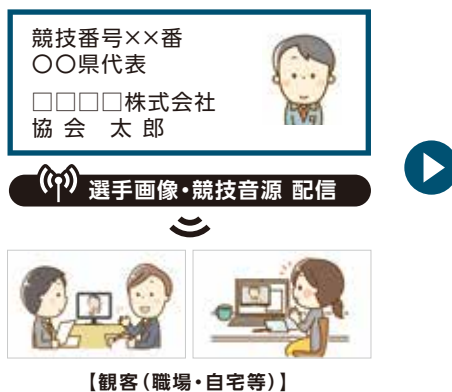 競技番号××番
〇〇県代表
□□□□株式会社
協会 太郎
選手画像・競技音源 配信
【観客(職場・自宅等)】